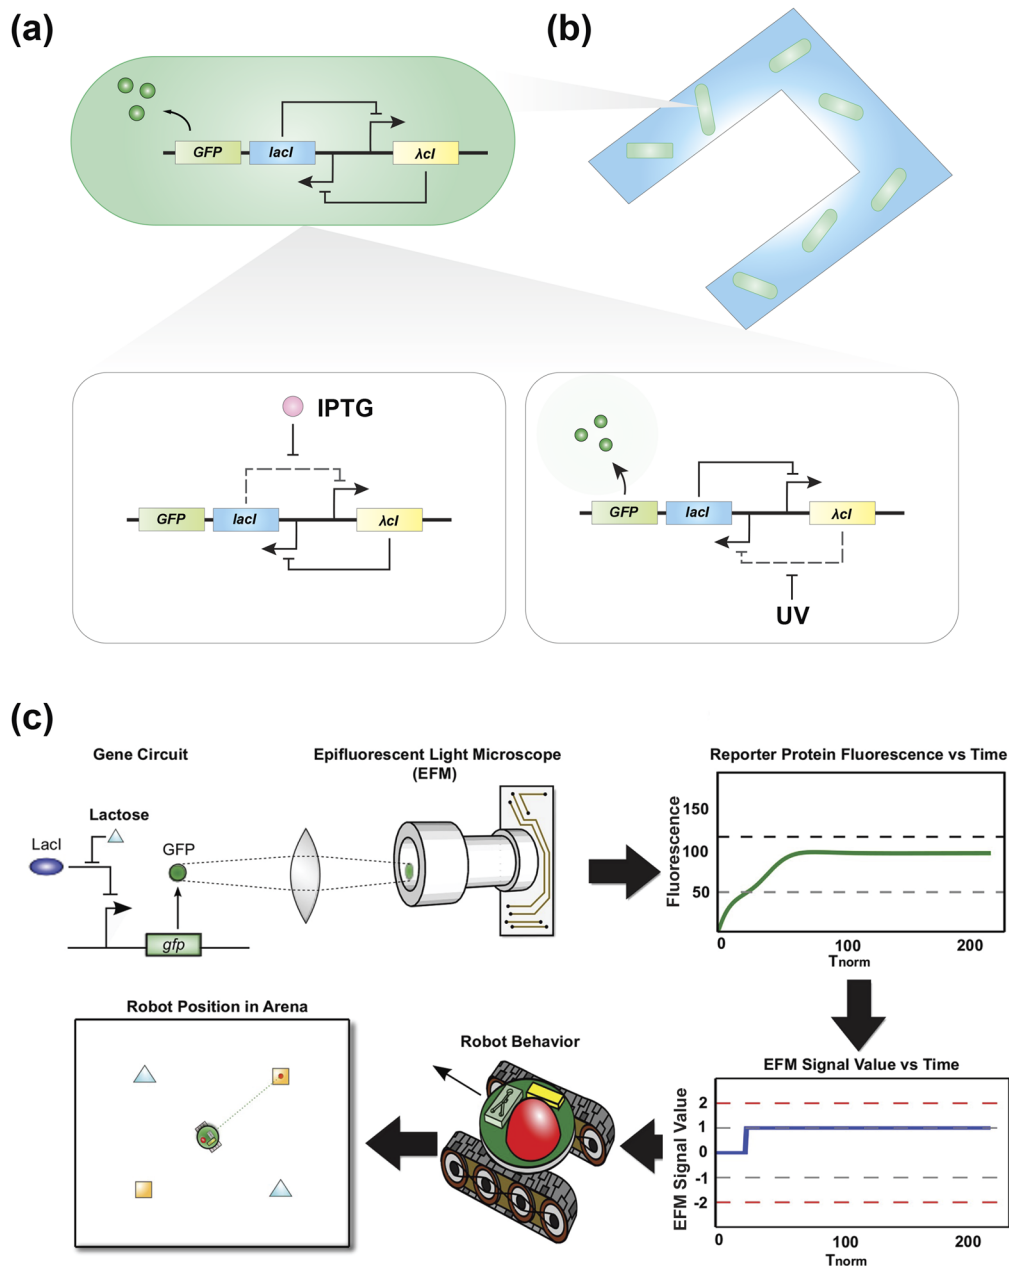 (a)
(b)
GFP
lacI
λcI
IPTG
GFP
lacI
λcI
GFP
lacI
λcI
UV
(c)
Gene Circuit
Epifluorescent Light Microscope
(EFM)
Reporter Protein Fluorescence vs Time
Lactose
LacI
GFP
gfp
Fluorescence
150
100
50
0
100
200
Tnorm
Robot Position in Arena
Robot Behavior
EFM Signal Value vs Time
EFM Signal Value
2
1
0
-1
-2
0
100
200
Tnorm